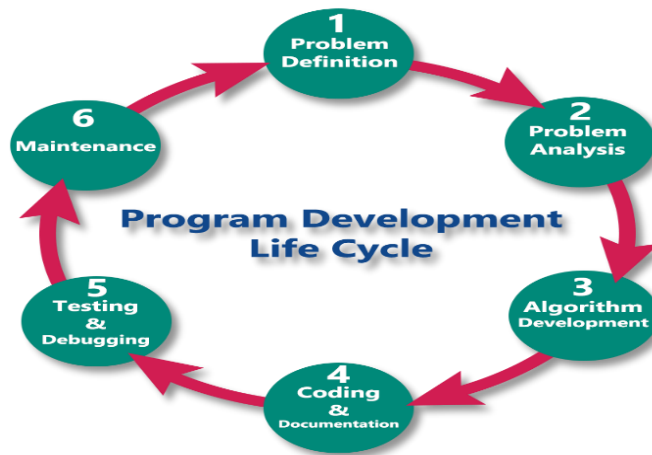 1
Problem
Definition
2
Problem
Analysis
3
Algorithm
Development
4
Coding
&
Documentation
5
Testing
&
Debugging
6
Maintenance
Program Development
Life Cycle